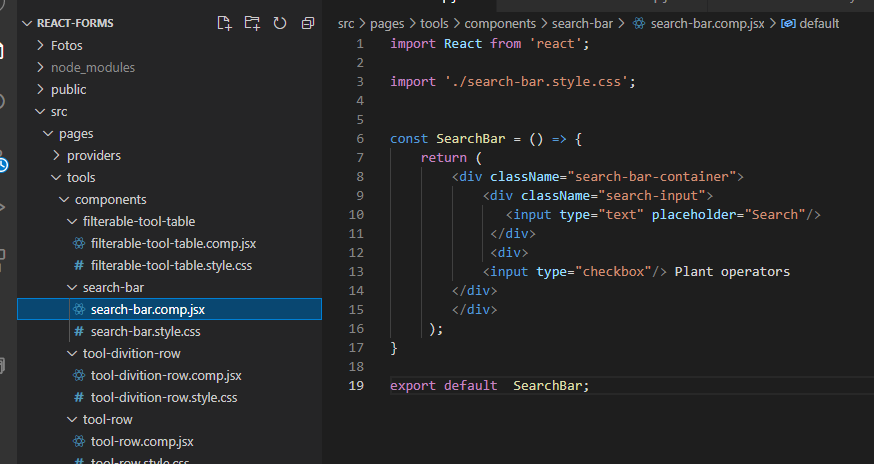 REACT-FORMS
Fotos
node_modules
public
src
pages
providers
tools
components
filterable-tool-table
filterable-tool-table.comp.jsx
# filterable-tool-table.style.css
search-bar
search-bar.comp.jsx
# search-bar.style.css
tool-divition-row
tool-divition-row.comp.jsx
# tool-divition-row.style.css
tool-row
tool-row.comp.jsx
tool-row.style.css
src > pages > tools > components > search-bar > search-bar.comp.jsx > default
1 import React from 'react';
2
3 import './search-bar.style.css';
4
5
6 const SearchBar = () => {
7 return (
8 <div className="search-bar-container">
9 <div className="search-input">
10 <input type="text" placeholder="Search"/>
11 </div>
12 <div>
13 <input type="checkbox"/> Plant operators
14 </div>
15 </div>
16 );
17 }
18
19 export default  SearchBar;